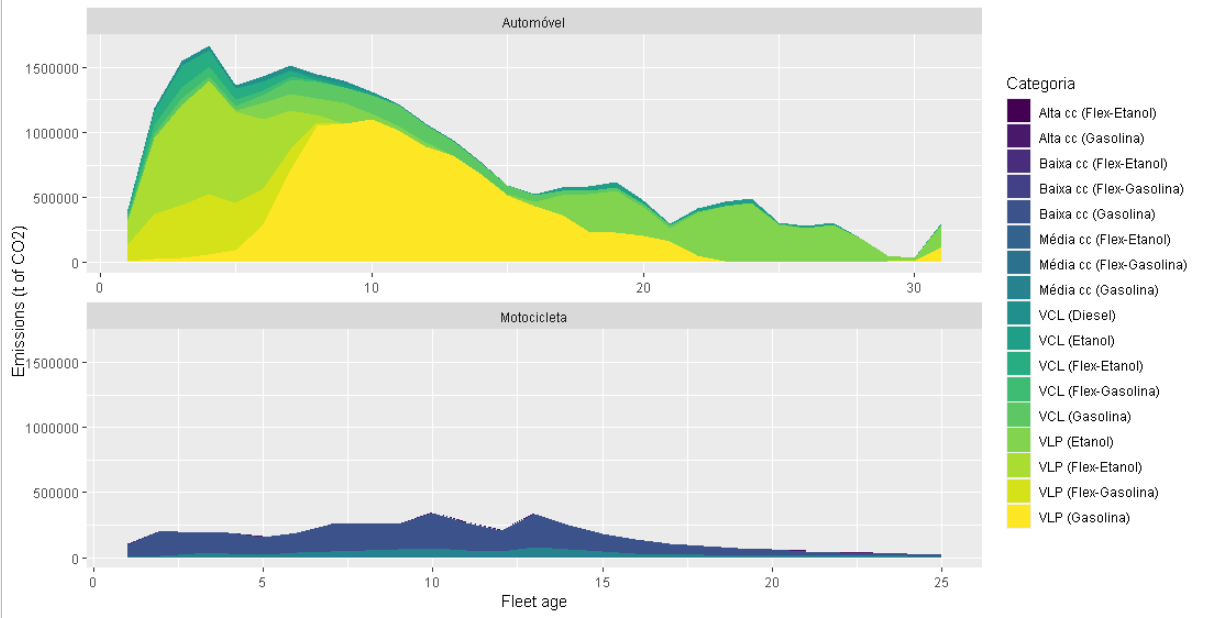 Automóvel
1500000
1000000
500000
0
0 10 20 30
Emissions (t of CO2)
Motocicleta
1500000
1000000
500000
0
0 5 10 15 20 25
Fleet age
Categoria
Alta cc (Flex-Etanol)
Alta cc (Gasolina)
Baixa cc (Flex-Etanol)
Baixa cc (Flex-Gasolina)
Baixa cc (Gasolina)
Média cc (Flex-Etanol)
Média cc (Flex-Gasolina)
Média cc (Gasolina)
VCL (Diesel)
VCL (Etanol)
VCL (Flex-Etanol)
VCL (Flex-Gasolina)
VCL (Gasolina)
VLP (Etanol)
VLP (Flex-Etanol)
VLP (Flex-Gasolina)
VLP (Gasolina)